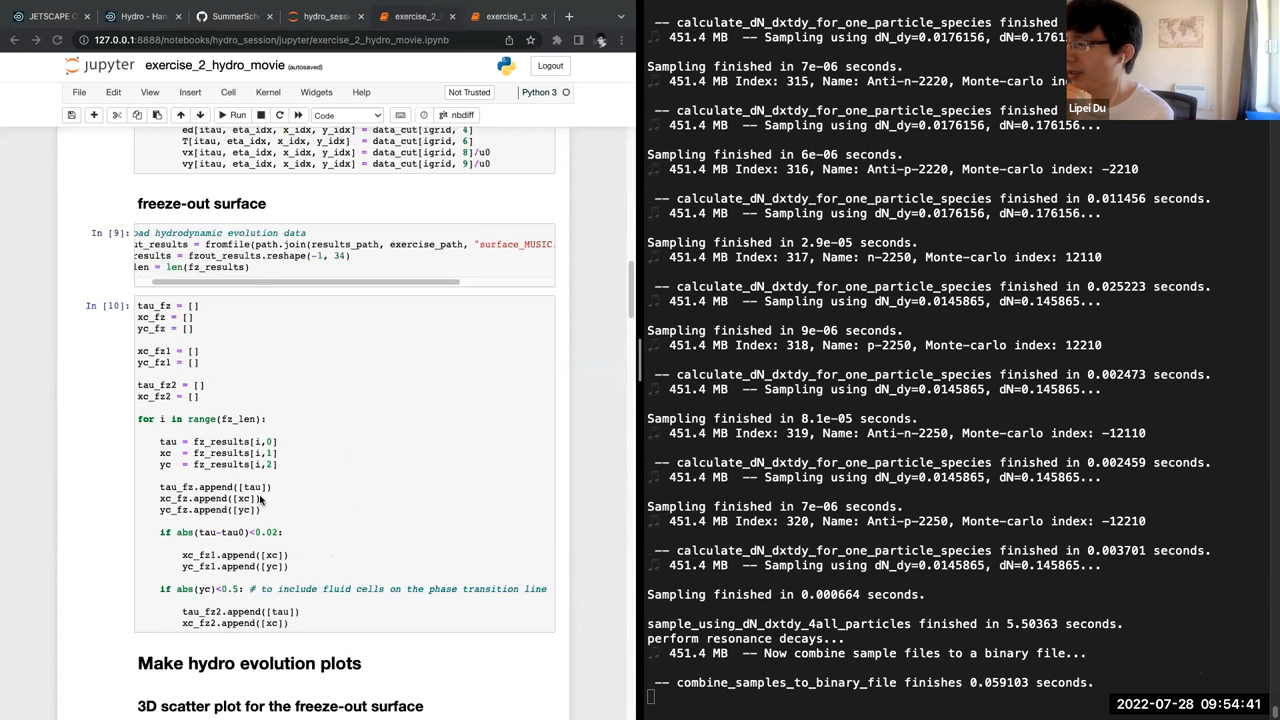 JETSCAPE C
Hydro - Han
SummerSch
hydro_sessi
exercise_2_
exercise_1_p
127.0.0.1:8888/notebooks/hydro_session/jupyter/exercise_2_hydro_movie.ipynb
jupyter exercise_2_hydro_movie (autosaved)
Logout
File Edit View Insert Cell Kernel Widgets Help
Not Trusted
Python 3
Run
Code
nbdiff
ed[itau, eta_idx, x_idx, y_idx] = data_cut[igrid, 4]
T[itau, eta_idx, x_idx, y_idx] = data_cut[igrid, 6]
vx[itau, eta_idx, x_idx, y_idx] = data_cut[igrid, 8]/u0
vy[itau, eta_idx, x_idx, y_idx] = data_cut[igrid, 9]/u0
freeze-out surface
In [9]:
oad hydrodynamic evolution data
ut_results = fromfile(path.join(results_path, exercise_path, "surface_MUSIC.
results = fzout_results.reshape(-1, 34)
len = len(fz_results)
In [10]:
tau_fz = []
xc_fz = []
yc_fz = []
xc_fz1 = []
yc_fz1 = []
tau_fz2 = []
xc_fz2 = []
for i in range(fz_len):
tau = fz_results[i,0]
xc = fz_results[i,1]
yc = fz_results[i,2]
tau_fz.append([tau])
xc_fz.append([xc])
yc_fz.append([yc])
if abs(tau-tau0)<0.02:
xc_fz1.append([xc])
yc_fz1.append([yc])
if abs(yc)<0.5: # to include fluid cells on the phase transition line
tau_fz2.append([tau])
xc_fz2.append([xc])
Make hydro evolution plots
3D scatter plot for the freeze-out surface
-- calculate_dN_dxtdy_for_one_particle_species finished
451.4 MB -- Sampling using dN_dy=0.0176156, dN=0.1761
Sampling finished in 7e-06 seconds.
451.4 MB Index: 315, Name: Anti-n-2220, Monte-carlo i
-- calculate_dN_dxtdy_for_one_particle_species finished
451.4 MB -- Sampling using dN_dy=0.0176156, dN=0.176156...
Sampling finished in 6e-06 seconds.
451.4 MB Index: 316, Name: Anti-p-2220, Monte-carlo index: -2210
-- calculate_dN_dxtdy_for_one_particle_species finished in 0.011456 seconds.
451.4 MB -- Sampling using dN_dy=0.0176156, dN=0.176156...
Sampling finished in 2.9e-05 seconds.
451.4 MB Index: 317, Name: n-2250, Monte-carlo index: 12110
-- calculate_dN_dxtdy_for_one_particle_species finished in 0.025223 seconds.
451.4 MB -- Sampling using dN_dy=0.0145865, dN=0.145865...
Sampling finished in 9e-06 seconds.
451.4 MB Index: 318, Name: p-2250, Monte-carlo index: 12210
-- calculate_dN_dxtdy_for_one_particle_species finished in 0.002473 seconds.
451.4 MB -- Sampling using dN_dy=0.0145865, dN=0.145865...
Sampling finished in 8.1e-05 seconds.
451.4 MB Index: 319, Name: Anti-n-2250, Monte-carlo index: -12110
-- calculate_dN_dxtdy_for_one_particle_species finished in 0.002459 seconds.
451.4 MB -- Sampling using dN_dy=0.0145865, dN=0.145865...
Sampling finished in 7e-06 seconds.
451.4 MB Index: 320, Name: Anti-p-2250, Monte-carlo index: -12210
-- calculate_dN_dxtdy_for_one_particle_species finished in 0.003701 seconds.
451.4 MB -- Sampling using dN_dy=0.0145865, dN=0.145865...
Sampling finished in 0.000664 seconds.
sample_using_dN_dxtdy_4all_particles finished in 5.50363 seconds.
perform resonance decays...
451.4 MB -- Now combine sample files to a binary file...
-- combine_samples_to_binary_file finishes 0.059103 seconds.
Lipei Du
2022-07-28 09:54:41